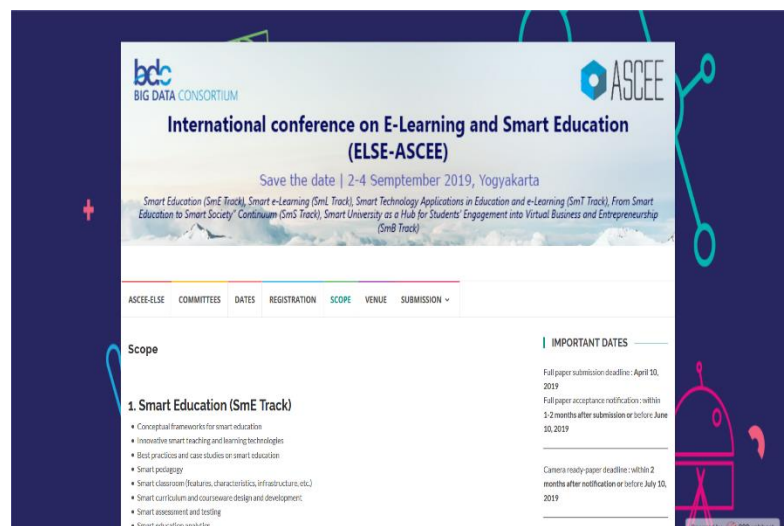 bdc
BIG DATA CONSORTIUM
ASCEE
International conference on E-Learning and Smart Education
(ELSE-ASCEE)
Save the date | 2-4 Semptember 2019, Yogyakarta
Smart Education (SmE Track), Smart e-Learning (SmL Track), Smart Technology Applications in Education and e-Learning (SmT Track), From Smart
Education to Smart Society" Continuum (SmS Track), Smart University as a Hub for Students' Engagement into Virtual Business and Entrepreneurship
(SmB Track)
ASCEE-ELSE COMMITTEES DATES REGISTRATION SCOPE VENUE SUBMISSION
Scope
1. Smart Education (SmE Track)
• Conceptual frameworks for smart education
• Innovative smart teaching and learning technologies
• Best practices and case studies on smart education
• Smart pedagogy
• Smart classroom (features, characteristics, infrastructure, etc.)
• Smart curriculum and courseware design and development
• Smart assessment and testing
• Smart education analytics
IMPORTANT DATES
Full paper submission deadline : April 10,
2019
Full paper acceptance notification : within
1-2 months after submission or before June
10, 2019
Camera ready-paper deadline : within 2
months after notification or before July 10,
2019